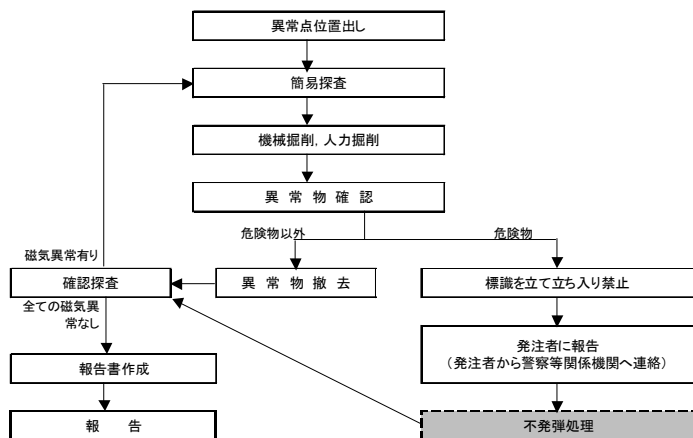 異常点位置出し
簡易探査
機械掘削，人力掘削
異 常 物 確 認
危険物以外
危険物
磁気異常有り
確認探査
異 常 物 撤 去
標識を立て立ち入り禁止
全ての磁気異
常なし
発注者に報告
（発注者から警察等関係機関へ連絡）
報告書作成
報 告
不発弾処理